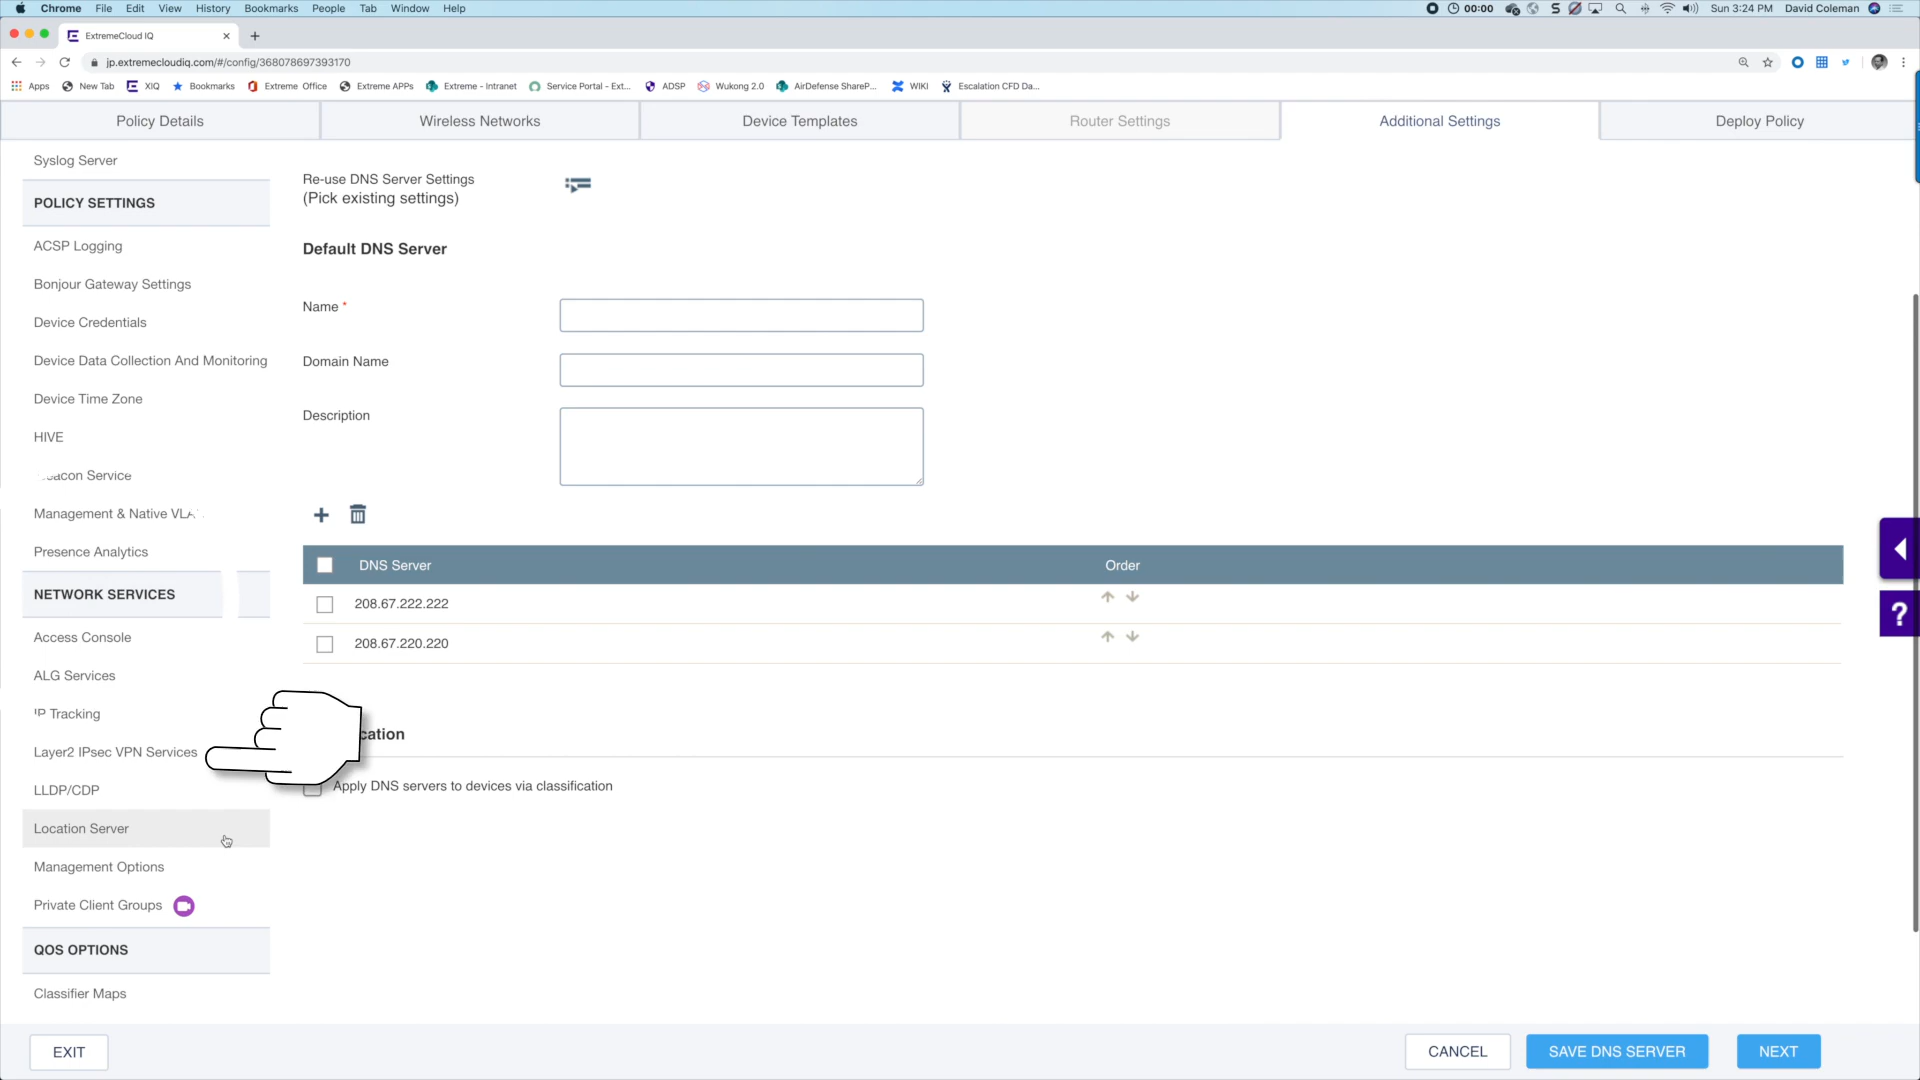 Chrome File Edit View History Bookmarks People Tab Window Help 00:00 Sun 3:24 PM David Coleman
ExtremeCloud IQ
jp.extremecloudiq.com/#/config/368078697393170
Apps New Tab XIQ Bookmarks Extreme Office Extreme APPs Extreme - Intranet Service Portal - Ext... ADSP Wukong 2.0 AirDefense ShareP... WIKI Escalation CFD Da...
Policy Details Wireless Networks Device Templates Router Settings Additional Settings Deploy Policy
Syslog Server
POLICY SETTINGS
ACSP Logging
Bonjour Gateway Settings
Device Credentials
Device Data Collection And Monitoring
Device Time Zone
HIVE
Service
Management & Native
Presence Analytics
NETWORK SERVICES
Access Console
ALG Services
IP Tracking
Layer2 IPsec VPN Services
LLDP/CDP
Location Server
Management Options
Private Client Groups
QOS OPTIONS
Classifier Maps
Re-use DNS Server Settings
(Pick existing settings)
Default DNS Server
Name *
Domain Name
Description
DNS Server Order
208.67.222.222
208.67.220.220
Apply DNS servers to devices via classification
?
EXIT CANCEL SAVE DNS SERVER NEXT